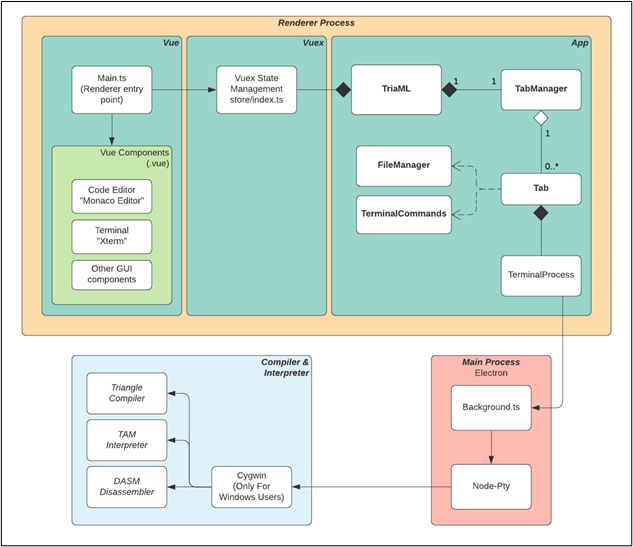 Renderer Process
Vue
Vuex
App
Main.ts
(Renderer entry
point)
Vuex State
Management
store/index.ts
TriaML
1
1
TabManager
1
0..*
Vue Components
(.vue)
Code Editor
"Monaco Editor"
Terminal
"Xterm"
Other GUI
components
FileManager
TerminalCommands
Tab
TerminalProcess
Compiler &
Interpreter
Triangle
Compiler
TAM
Interpreter
DASM
Disassembler
Cygwin
(Only For
Windows Users)
Main Process
Electron
Background.ts
Node-Pty